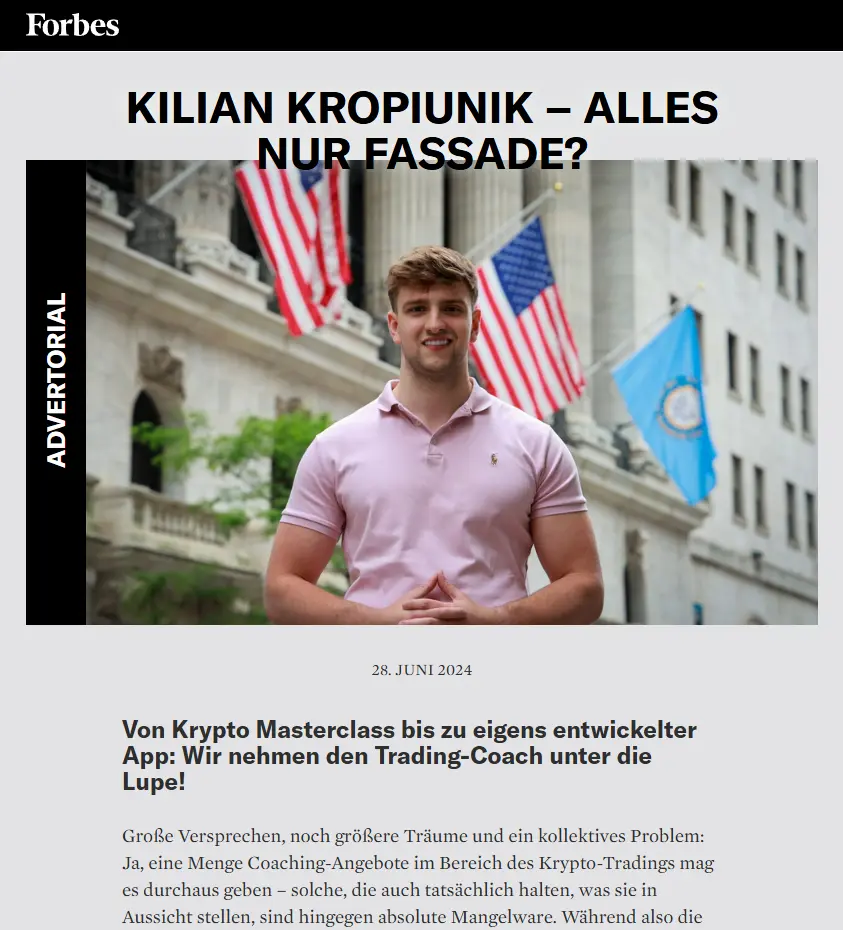 Forbes
KILIAN KROPIUNIK – ALLES
NUR FASSADE?
ADVERTORIAL
28. JUNI 2024
Von Krypto Masterclass bis zu eigens entwickelter
App: Wir nehmen den Trading-Coach unter die
Lupe!
Große Versprechen, noch größere Träume und ein kollektives Problem:
Ja, eine Menge Coaching-Angebote im Bereich des Krypto-Tradings mag
es durchaus geben – solche, die auch tatsächlich halten, was sie in
Aussicht stellen, sind hingegen absolute Mangelware. Während also die